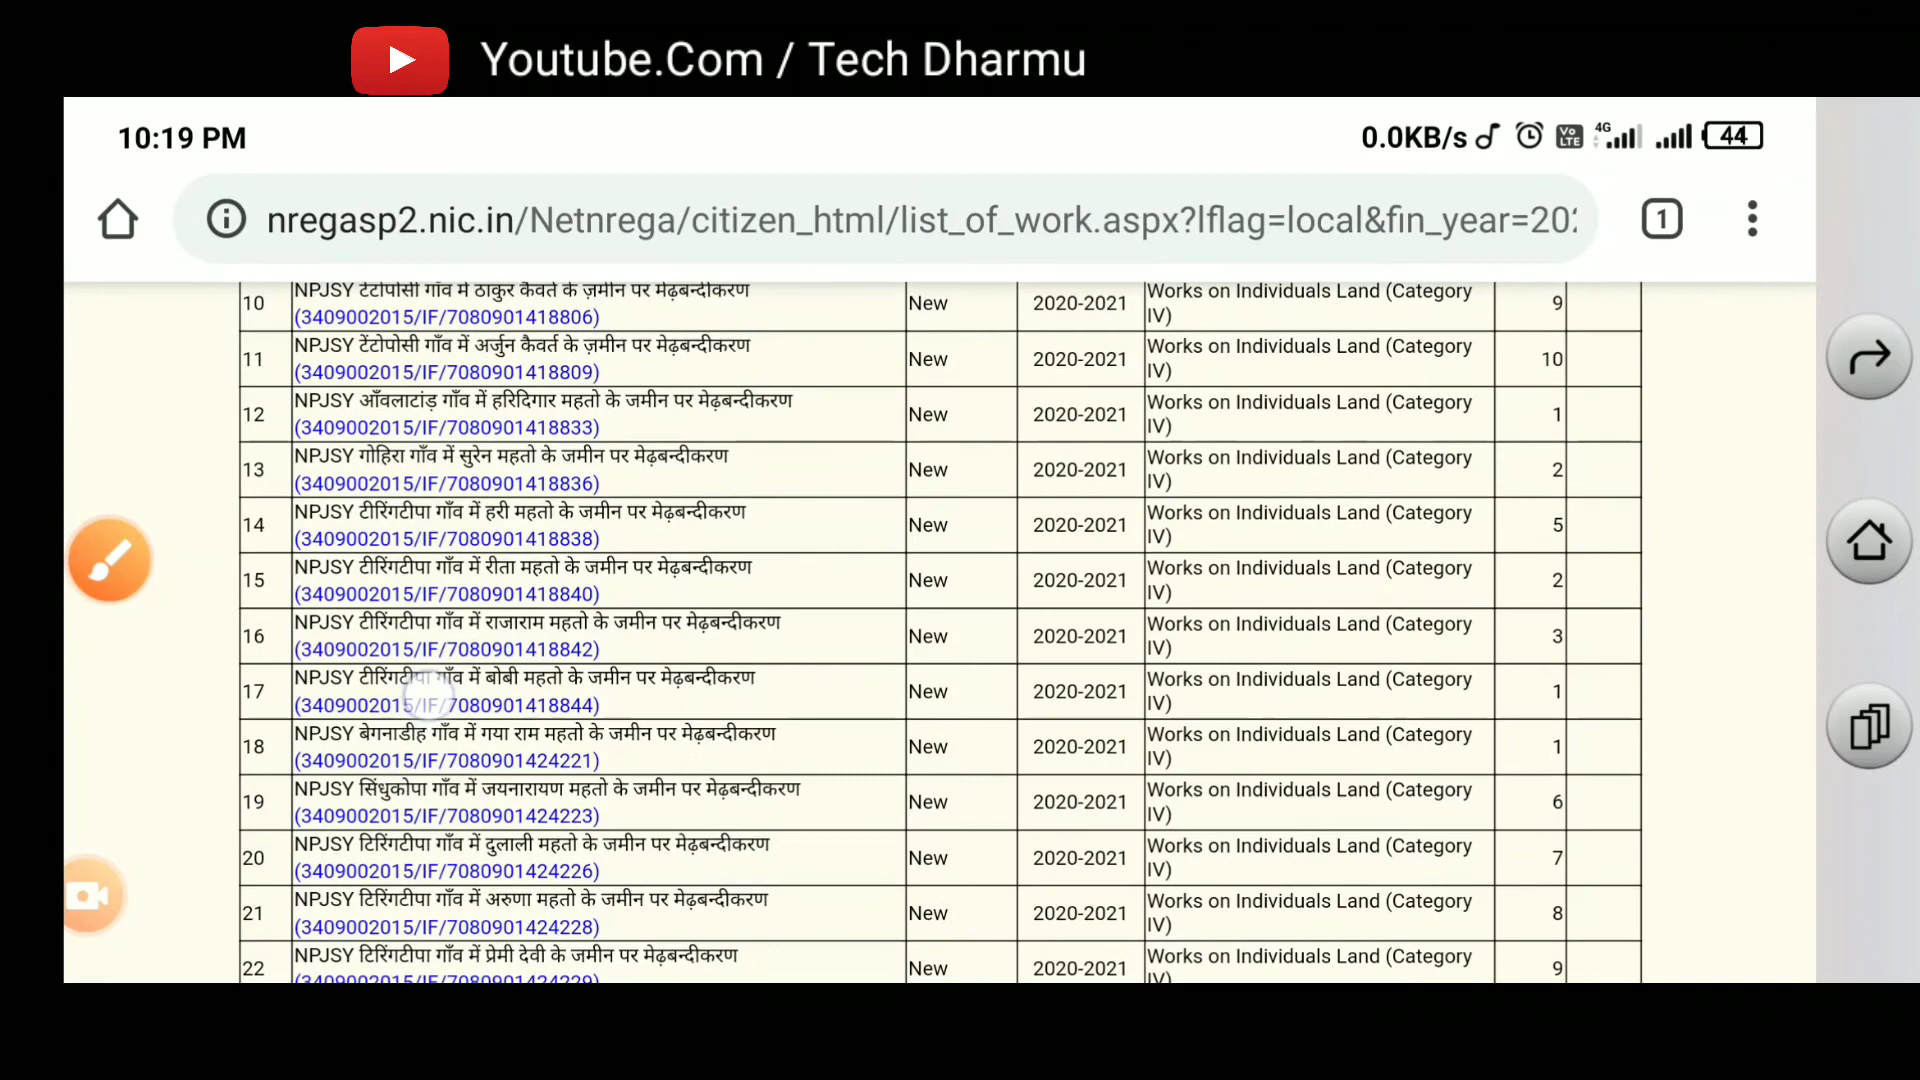 Youtube.Com / Tech Dharmu
10:19 PM
0.0KB/s
Vo LTE
4G
44
nregasp2.nic.in/Netnrega/citizen_html/list_of_work.aspx?lflag=local&fin_year=202
1
10 NPJSY टेंटोपोसी गाँव में ठाकुर कैवर्त के ज़मीन पर मेढ़बन्दीकरण New 2020-2021 Works on Individuals Land (Category 9
(3409002015/IF/7080901418806) IV)
11 NPJSY टेंटोपोसी गाँव में अर्जुन कैवर्त के ज़मीन पर मेढ़बन्दीकरण New 2020-2021 Works on Individuals Land (Category 10
(3409002015/IF/7080901418809) IV)
12 NPJSY आँवलाटांड़ गाँव में हरिदिगार महतो के जमीन पर मेढ़बन्दीकरण New 2020-2021 Works on Individuals Land (Category 1
(3409002015/IF/7080901418833) IV)
13 NPJSY गोहिरा गाँव में सुरेन महतो के जमीन पर मेढ़बन्दीकरण New 2020-2021 Works on Individuals Land (Category 2
(3409002015/IF/7080901418836) IV)
14 NPJSY टीरिंगटीपा गाँव में हरी महतो के जमीन पर मेढ़बन्दीकरण New 2020-2021 Works on Individuals Land (Category 5
(3409002015/IF/7080901418838) IV)
15 NPJSY टीरिंगटीपा गाँव में रीता महतो के जमीन पर मेढ़बन्दीकरण New 2020-2021 Works on Individuals Land (Category 2
(3409002015/IF/7080901418840) IV)
16 NPJSY टीरिंगटीपा गाँव में राजाराम महतो के जमीन पर मेढ़बन्दीकरण New 2020-2021 Works on Individuals Land (Category 3
(3409002015/IF/7080901418842) IV)
17 NPJSY टीरिंगटीपा गाँव में बोबी महतो के जमीन पर मेढ़बन्दीकरण New 2020-2021 Works on Individuals Land (Category 1
(3409002015/IF/7080901418844) IV)
18 NPJSY बेगनाडीह गाँव में गया राम महतो के जमीन पर मेढ़बन्दीकरण New 2020-2021 Works on Individuals Land (Category 1
(3409002015/IF/7080901424221) IV)
19 NPJSY सिंधुकोपा गाँव में जयनारायण महतो के जमीन पर मेढ़बन्दीकरण New 2020-2021 Works on Individuals Land (Category 6
(3409002015/IF/7080901424223) IV)
20 NPJSY टिरिंगटीपा गाँव में दुलाली महतो के जमीन पर मेढ़बन्दीकरण New 2020-2021 Works on Individuals Land (Category 7
(3409002015/IF/7080901424226) IV)
21 NPJSY टिरिंगटीपा गाँव में अरुणा महतो के जमीन पर मेढ़बन्दीकरण New 2020-2021 Works on Individuals Land (Category 8
(3409002015/IF/7080901424228) IV)
22 NPJSY टिरिंगटीपा गाँव में प्रेमी देवी के जमीन पर मेढ़बन्दीकरण New 2020-2021 Works on Individuals Land (Category 9
(3409002015/IF/7080901424229) IV)